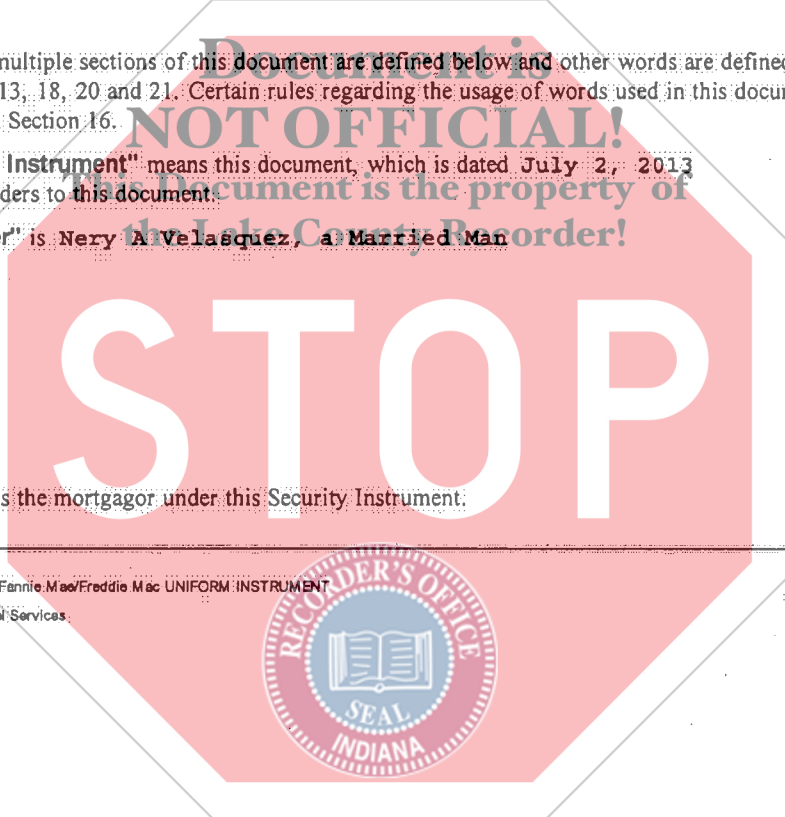 Document is
multiple sections of this document are defined below and other words are defined
13, 18, 20 and 21. Certain rules regarding the usage of words used in this docum
Section 16.
NOT OFFICIAL!
Instrument" means this document, which is dated July 2, 2013
This Document is the property of
ders to this document.
the Lake County Recorder!
r" is Nery A Velasquez, a Married Man
STOP
s the mortgagor under this Security Instrument.
Fannie Mae/Freddie Mac UNIFORM INSTRUMENT
Services
RECORDER'S OFFICE
SEAL
INDIANA